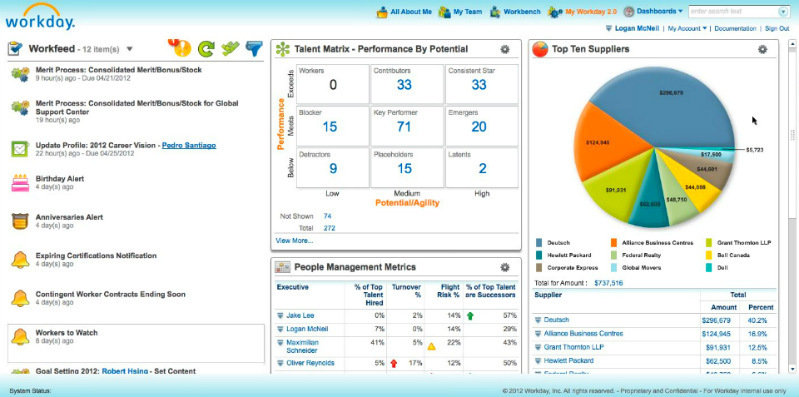 workday.
All About Me
My Team
Workbench
My Workday 2.0
Dashboards
enter search text
Logan McNeil | My Account | Documentation | Sign Out
Workfeed - 12 item(s)
Merit Process: Consolidated Merit/Bonus/Stock
9 hour(s) ago - Due 04/21/2012
Merit Process: Consolidated Merit/Bonus/Stock for Global
Support Center
19 hour(s) ago
Update Profile: 2012 Career Vision - Pedro Santiago
22 hour(s) ago - Due 04/25/2012
Birthday Alert
4 day(s) ago
Anniversaries Alert
4 day(s) ago
Expiring Certifications Notification
4 day(s) ago
Contingent Worker Contracts Ending Soon
4 day(s) ago
Workers to Watch
6 day(s) ago
Goal Setting 2012: Robert Hsing - Set Content
System Status:
Talent Matrix - Performance By Potential
Performance
Exceeds
Workers
0
Contributors
33
Consistent Star
33
Meets
Blocker
15
Key Performer
71
Emergers
20
Below
Detractors
9
Placeholders
15
Latents
2
Low
Medium
High
Potential/Agility
Not Shown 74
Total 272
View More...
People Management Metrics
Executive
% of Top
Talent
Hired
Turnover
%
Flight
Risk %
% of Top Talent
are Successors
Jake Lee 0% 2% 14% 57%
Logan McNeil 7% 0% 14% 29%
Maximilian
Schneider 41% 5% 22% 43%
Oliver Reynolds 5% 17% 12% 50%
Top Ten Suppliers
$296,679
$124,945
$91,931
$62,500
$48,710
$17,500
$5,723
Deutsch
Alliance Business Centres
Grant Thornton LLP
Hewlett Packard
Federal Realty
Bell Canada
Corporate Express
Global Movers
Dell
Total for Amount : $737,516
Supplier
Total
Amount
Percent
Deutsch $296,679 40.2%
Alliance Business Centres $124,945 16.9%
Grant Thornton LLP $91,931 12.5%
Hewlett Packard $62,500 8.5%
© 2012 Workday, Inc. All rights reserved. - Proprietary and Confidential - For Workday Internal use only